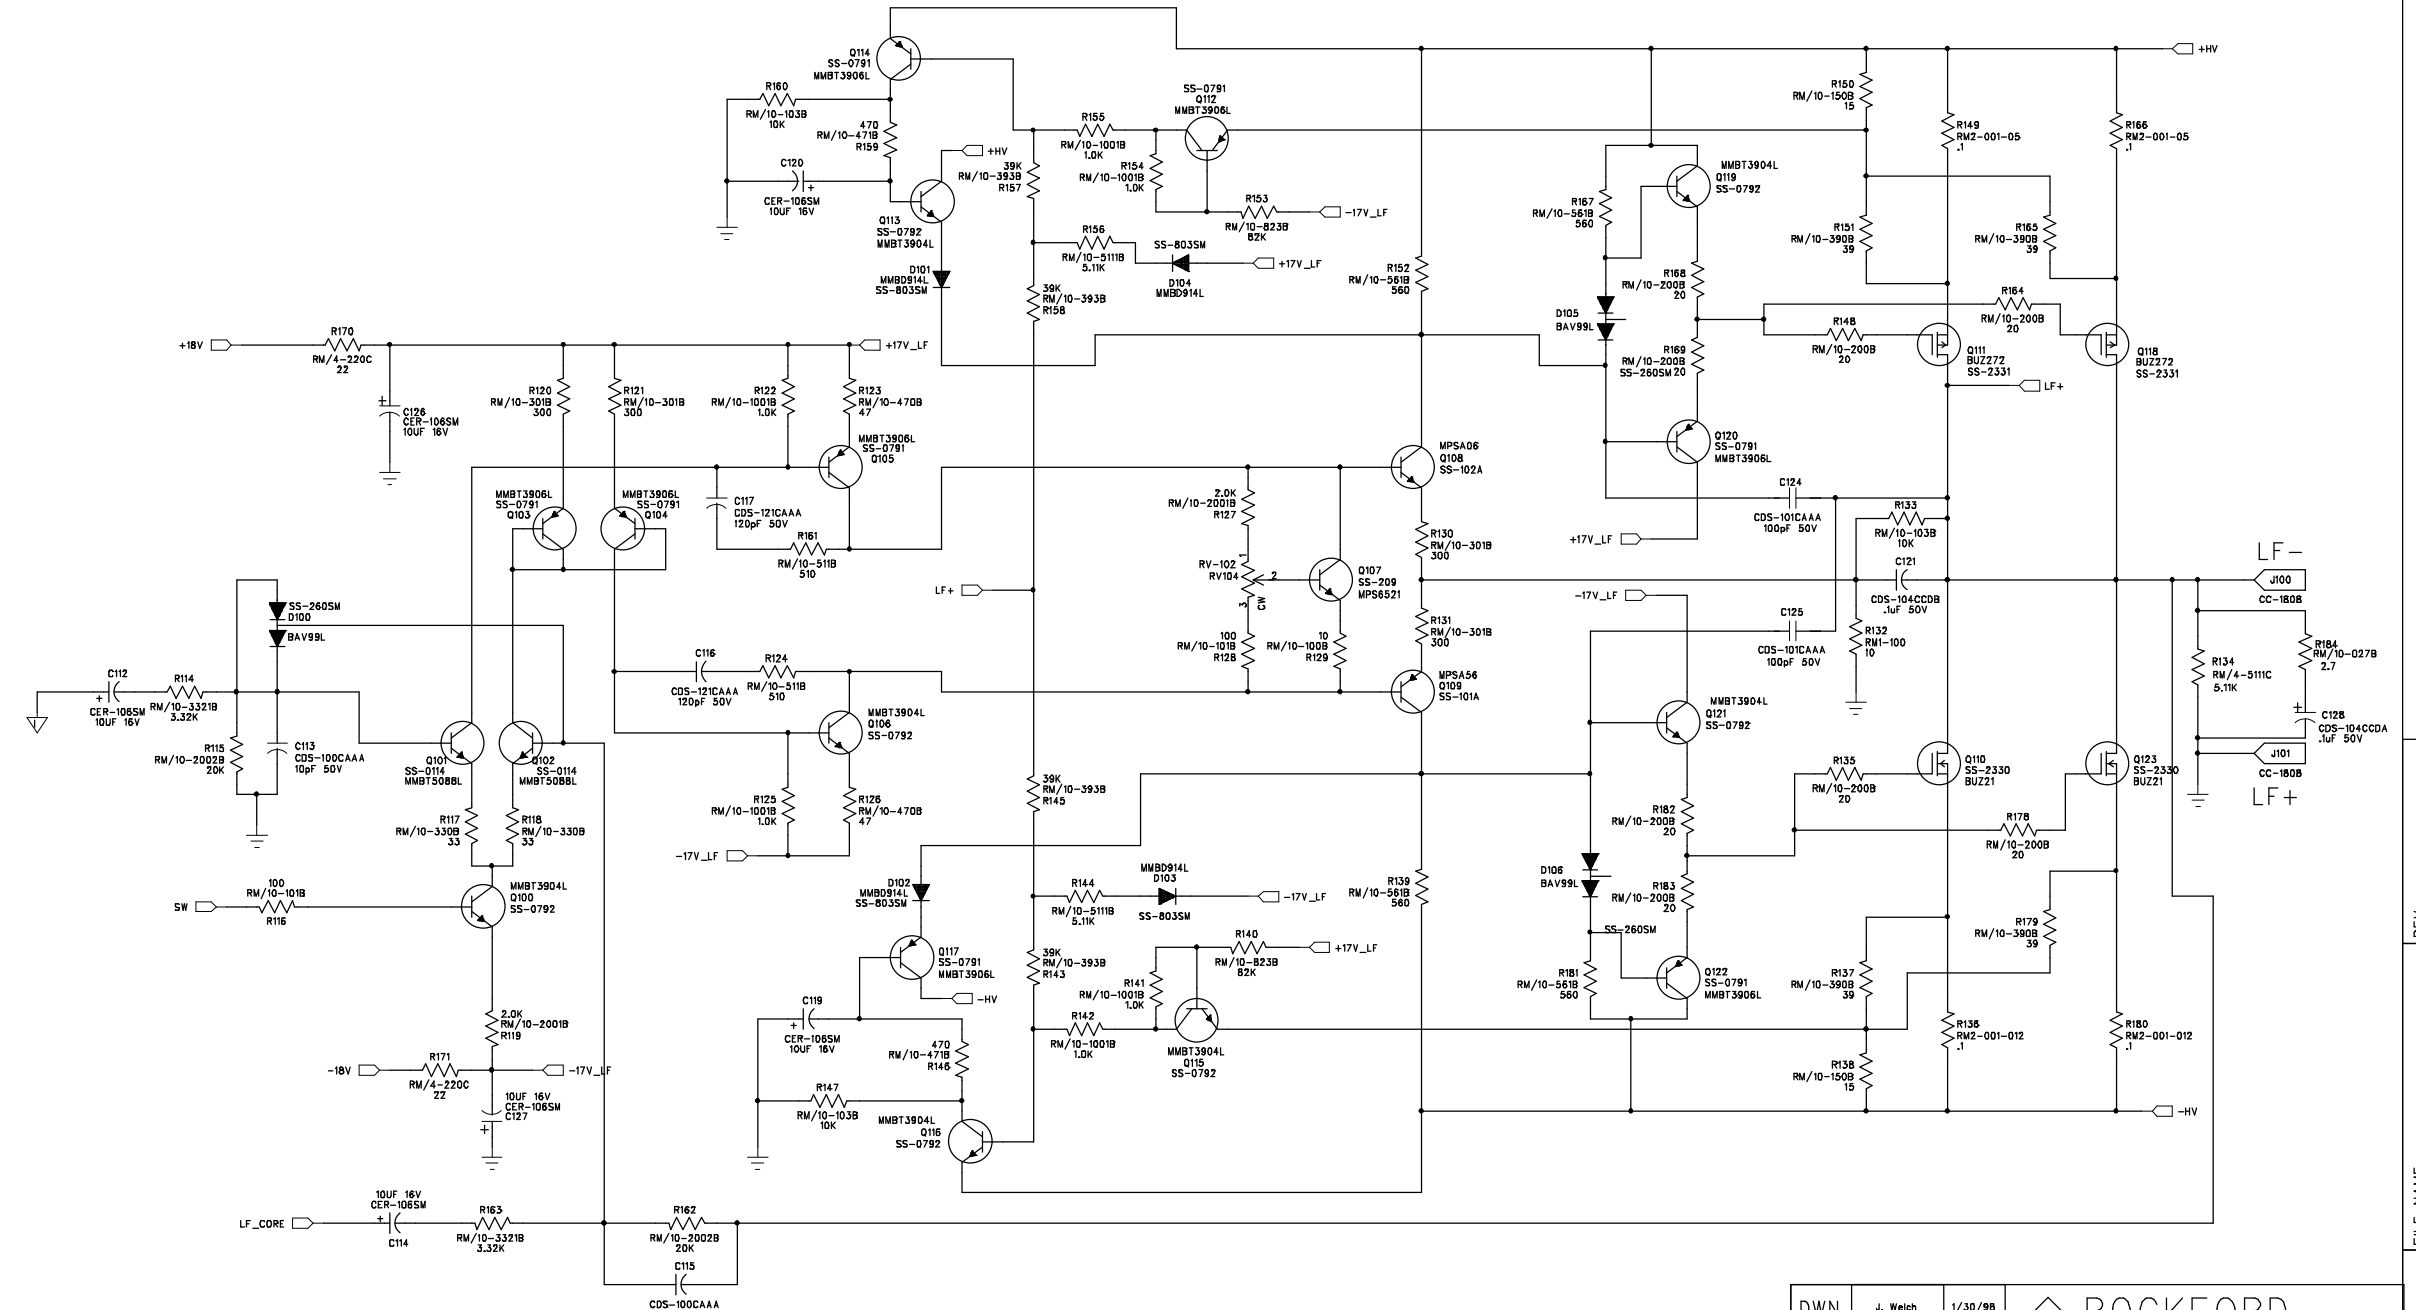 Q114
SS-0791
MMBT3906L
R160
RM/10-103B
10K
470
RM/10-471B
R159
C120
+
CER-106SM
10UF 16V
+HV
Q113
SS-0792
MMBT3904L
D101
MMBD914L
SS-803SM
39K
RM/10-393B
R157
R155
RM/10-1001B
1.0K
SS-0791
Q112
MMBT3906L
R154
RM/10-1001B
1.0K
R153
RM/10-823B
82K
-17V_LF
R156
RM/10-5111B
5.11K
SS-803SM
D104
MMBD914L
+17V_LF
39K
RM/10-393B
R158
R152
RM/10-561B
560
+HV
R150
RM/10-150B
15
R149
RM2-001-05
.1
R166
RM2-001-05
.1
MMBT3904L
Q119
SS-0792
R167
RM/10-561B
560
R151
RM/10-390B
39
R165
RM/10-390B
39
R168
RM/10-200B
20
D105
BAV99L
R169
RM/10-200B
SS-260SM 20
R164
RM/10-200B
20
R148
RM/10-200B
20
Q111
BUZ272
SS-2331
Q118
BUZ272
SS-2331
LF+
+18V
R170
RM/4-220C
22
+17V_LF
+
C126
CER-106SM
10UF 16V
R120
RM/10-301B
300
R121
RM/10-301B
300
R122
RM/10-1001B
1.0K
R123
RM/10-470B
47
MMBT3906L
SS-0791
Q105
MMBT3906L
SS-0791
Q103
MMBT3906L
SS-0791
Q104
C117
CDS-121CAAA
120pF 50V
R161
RM/10-511B
510
MPSA06
Q108
SS-102A
Q120
SS-0791
MMBT3906L
2.0K
RM/10-2001B
R127
RV-102
RV104
1
2
3
CW
Q107
SS-209
MPS6521
R130
RM/10-301B
300
C124
CDS-101CAAA
100pF 50V
+17V_LF
R133
RM/10-103B
10K
C121
CDS-104CCDB
.1uF 50V
LF-
J100
CC-1808
LF+
SS-260SM
D100
BAV99L
-17V_LF
C125
CDS-101CAAA
100pF 50V
R132
RM1-100
10
R131
RM/10-301B
300
100
RM/10-101B
R128
10
RM/10-100B
R129
R184
RM/10-027B
2.7
R134
RM/4-5111C
5.11K
C112
+
CER-106SM
10UF 16V
R114
RM/10-3321B
3.32K
C116
CDS-121CAAA
120pF 50V
R124
RM/10-511B
510
MPSA56
Q109
SS-101A
MMBT3904L
Q121
SS-0792
+
C128
CDS-104CCDA
.1uF 50V
R115
RM/10-2002B
20K
C113
CDS-100CAAA
10pF 50V
Q101
SS-0114
MMBT5088L
Q102
SS-0114
MMBT5088L
MMBT3904L
Q106
SS-0792
J101
CC-1808
LF+
R135
RM/10-200B
20
Q110
SS-2330
BUZ21
Q123
SS-2330
BUZ21
R125
RM/10-1001B
1.0K
R126
RM/10-470B
47
39K
RM/10-393B
R145
R117
RM/10-330B
33
R118
RM/10-330B
33
-17V_LF
R182
RM/10-200B
20
R178
RM/10-200B
20
D106
BAV99L
R183
RM/10-200B
20
SS-260SM
100
RM/10-101B
R116
SW
MMBT3904L
Q100
SS-0792
D102
MMBD914L
SS-803SM
R144
RM/10-5111B
5.11K
MMBD914L
D103
SS-803SM
-17V_LF
R139
RM/10-561B
560
R179
RM/10-390B
39
Q117
SS-0791
MMBT3906L
-HV
39K
RM/10-393B
R143
R140
RM/10-823B
82K
+17V_LF
R141
RM/10-1001B
1.0K
R181
RM/10-561B
560
Q122
SS-0791
MMBT3906L
R137
RM/10-390B
39
2.0K
RM/10-2001B
R119
C119
+
CER-106SM
10UF 16V
470
RM/10-471B
R146
R142
RM/10-1001B
1.0K
MMBT3904L
Q115
SS-0792
R136
RM2-001-012
.1
R180
RM2-001-012
.1
R138
RM/10-150B
15
-18V
R171
RM/4-220C
22
-17V_LF
10UF 16V
CER-106SM
C127
+
R147
RM/10-103B
10K
MMBT3904L
Q116
SS-0792
-HV
10UF 16V
CER-106SM
+
C114
LF_CORE
R163
RM/10-3321B
3.32K
R162
RM/10-2002B
20K
C115
CDS-100CAAA
REV
FILE NAME
DWN
J. Welch
1/30/98
ROCKFORD